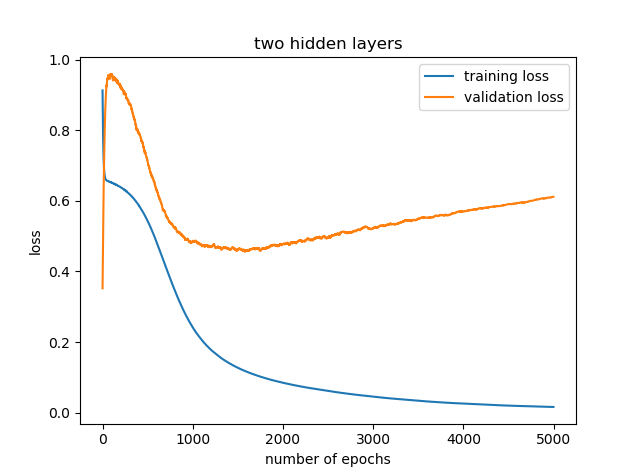 two hidden layers
training loss
validation loss
1.0
0.8
0.6
0.4
0.2
0.0
loss
0 1000 2000 3000 4000 5000
number of epochs